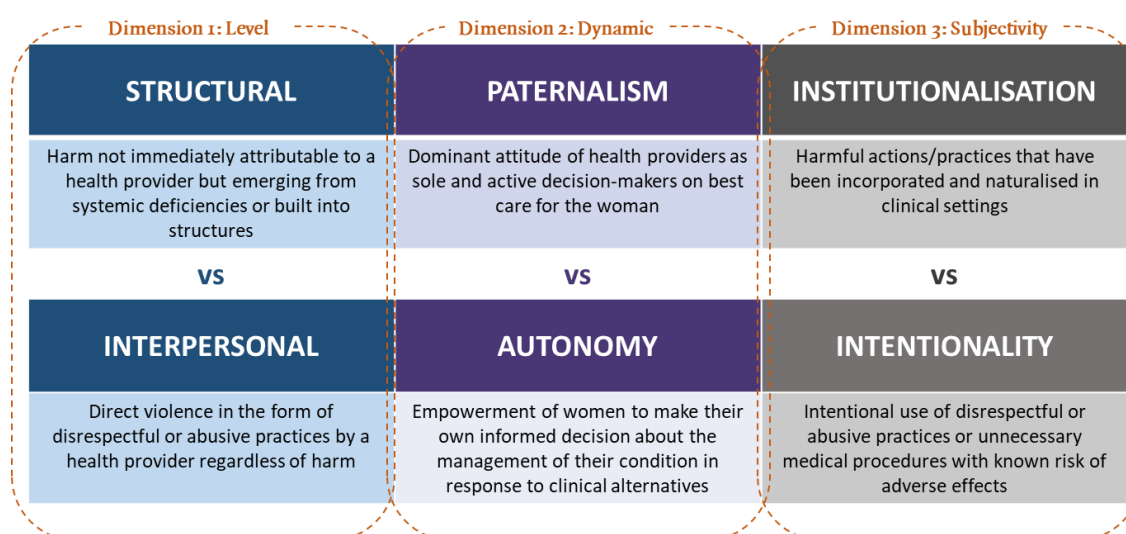 Dimension 1: Level
Dimension 2: Dynamic
Dimension 3: Subjectivity
STRUCTURAL
PATERNALISM
INSTITUTIONALISATION
Harm not immediately attributable to a
health provider but emerging from
systemic deficiencies or built into
structures
Dominant attitude of health providers as
sole and active decision-makers on best
care for the woman
Harmful actions/practices that have
been incorporated and naturalised in
clinical settings
vs
vs
vs
INTERPERSONAL
AUTONOMY
INTENTIONALITY
Direct violence in the form of
disrespectful or abusive practices by a
health provider regardless of harm
Empowerment of women to make their
own informed decision about the
management of their condition in
response to clinical alternatives
Intentional use of disrespectful or
abusive practices or unnecessary
medical procedures with known risk of
adverse effects